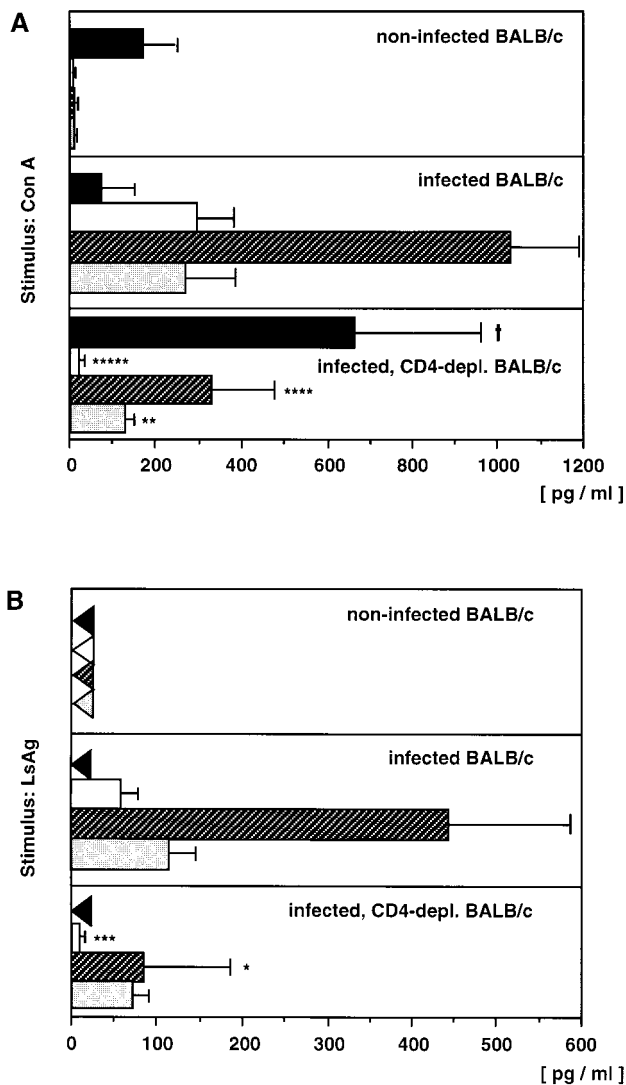 A
non-infected BALB/c
infected BALB/c
Stimulus: Con A
†
*****
infected, CD4-depl. BALB/c
****
**
0 200 400 600 800 1000 1200
[ pg / ml ]
B
non-infected BALB/c
infected BALB/c
Stimulus: LsAg
infected, CD4-depl. BALB/c
***
*
0 100 200 300 400 500 600
[ pg / ml ]